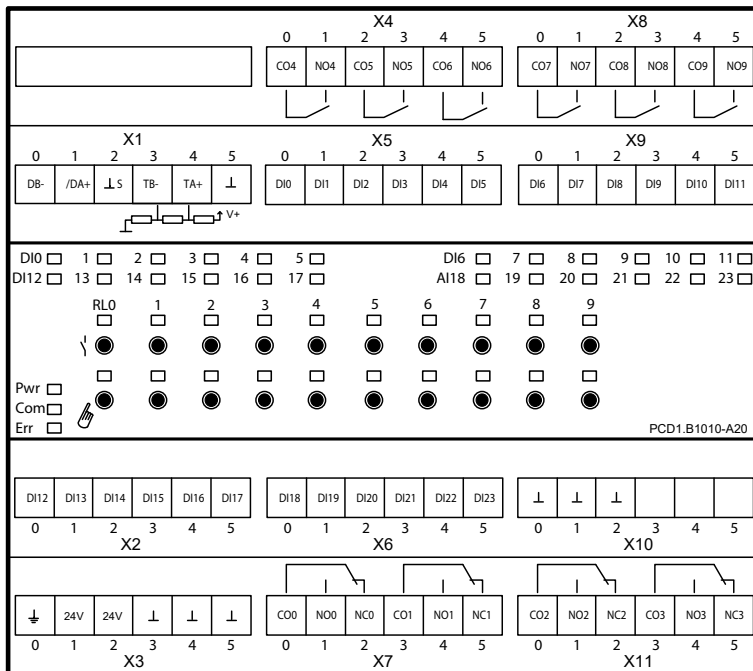 X4 X8
0 1 2 3 4 5 0 1 2 3 4 5
CO4 NO4 CO5 NO5 CO6 NO6 CO7 NO7 CO8 NO8 CO9 NO9
X1 X5 X9
0 1 2 3 4 5 0 1 2 3 4 5 0 1 2 3 4 5
DB- /DA+ ⊥ S TB- TA+ ⊥ DI0 DI1 DI2 DI3 DI4 DI5 DI6 DI7 DI8 DI9 DI10 DI11
V+
DI0 1 2 3 4 5 DI6 7 8 9 10 11
DI12 13 14 15 16 17 AI18 19 20 21 22 23
RL0 1 2 3 4 5 6 7 8 9
Pwr
Com
Err PCD1.B1010-A20
DI12 DI13 DI14 DI15 DI16 DI17 DI18 DI19 DI20 DI21 DI22 DI23 ⊥ ⊥ ⊥
0 1 2 3 4 5 0 1 2 3 4 5 0 1 2 3 4 5
X2 X6 X10
24V 24V ⊥ ⊥ ⊥ CO0 NO0 NC0 CO1 NO1 NC1 CO2 NO2 NC2 CO3 NO3 NC3
0 1 2 3 4 5 0 1 2 3 4 5 0 1 2 3 4 5
X3 X7 X11